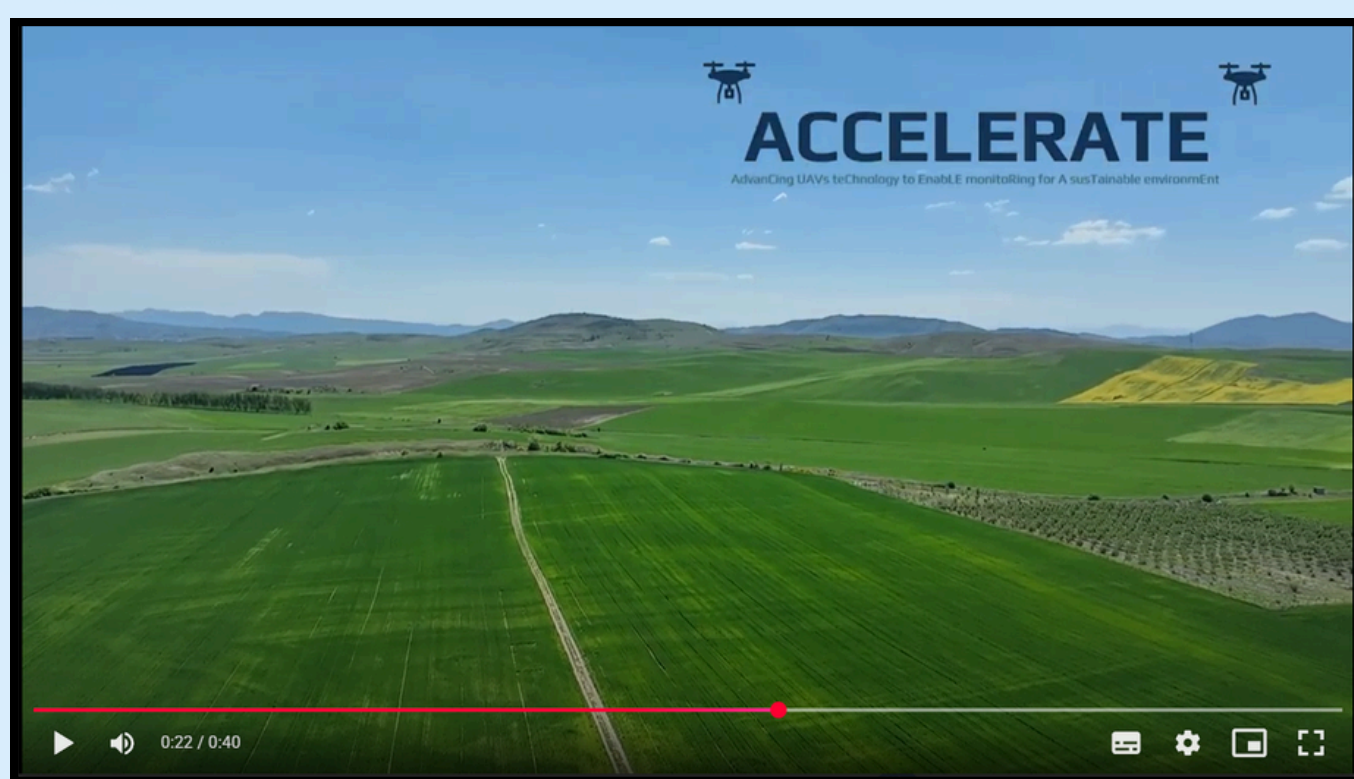 ACCELERATE
AdvanCing UAVs teChnology to EnabLE monitoRing for A susTainable environmEnt
0:22 / 0:40